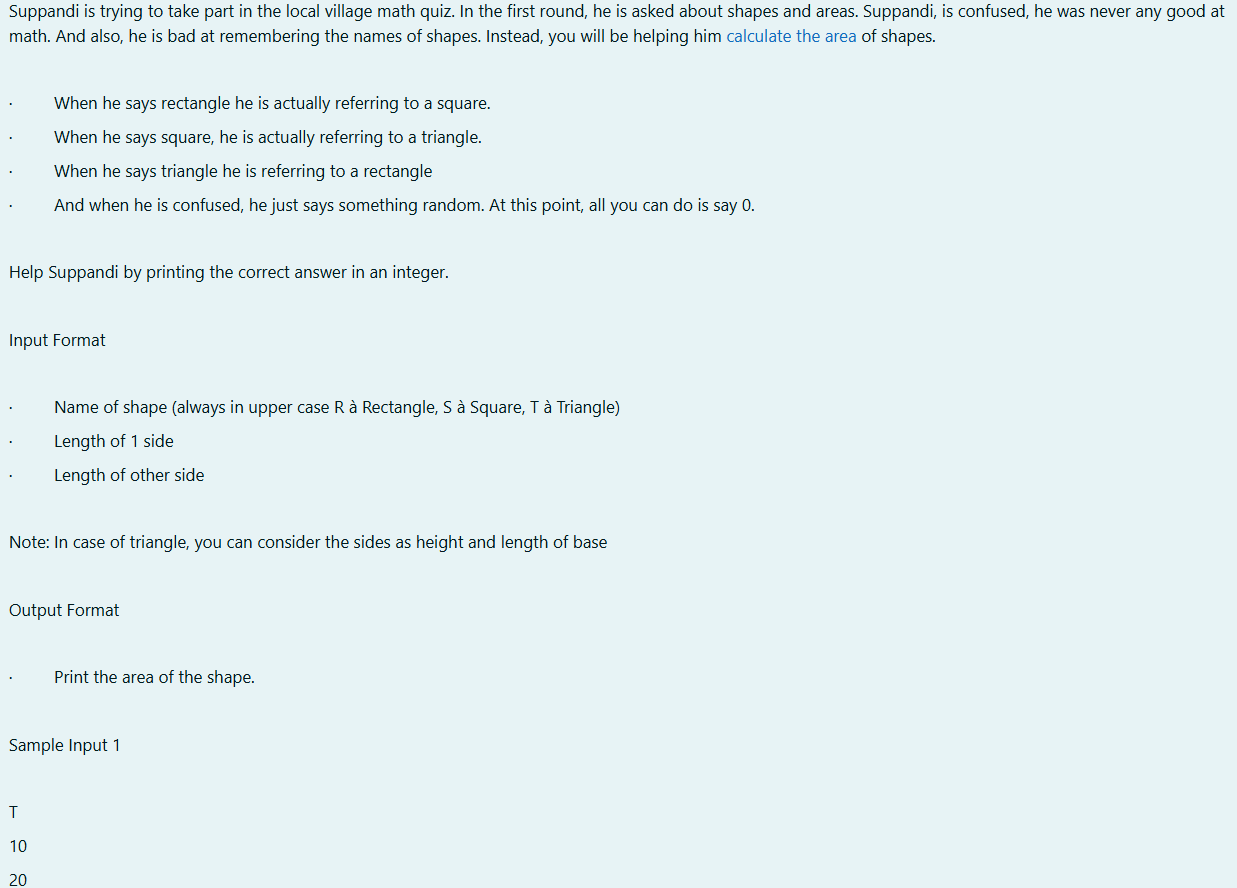 Suppandi is trying to take part in the local village math quiz. In the first round, he is asked about shapes and areas. Suppandi, is confused, he was never any good at
math. And also, he is bad at remembering the names of shapes. Instead, you will be helping him calculate the area of shapes.
· When he says rectangle he is actually referring to a square.
· When he says square, he is actually referring to a triangle.
· When he says triangle he is referring to a rectangle
· And when he is confused, he just says something random. At this point, all you can do is say 0.
Help Suppandi by printing the correct answer in an integer.
Input Format
· Name of shape (always in upper case R à Rectangle, S à Square, T à Triangle)
· Length of 1 side
· Length of other side
Note: In case of triangle, you can consider the sides as height and length of base
Output Format
· Print the area of the shape.
Sample Input 1
T
10
20